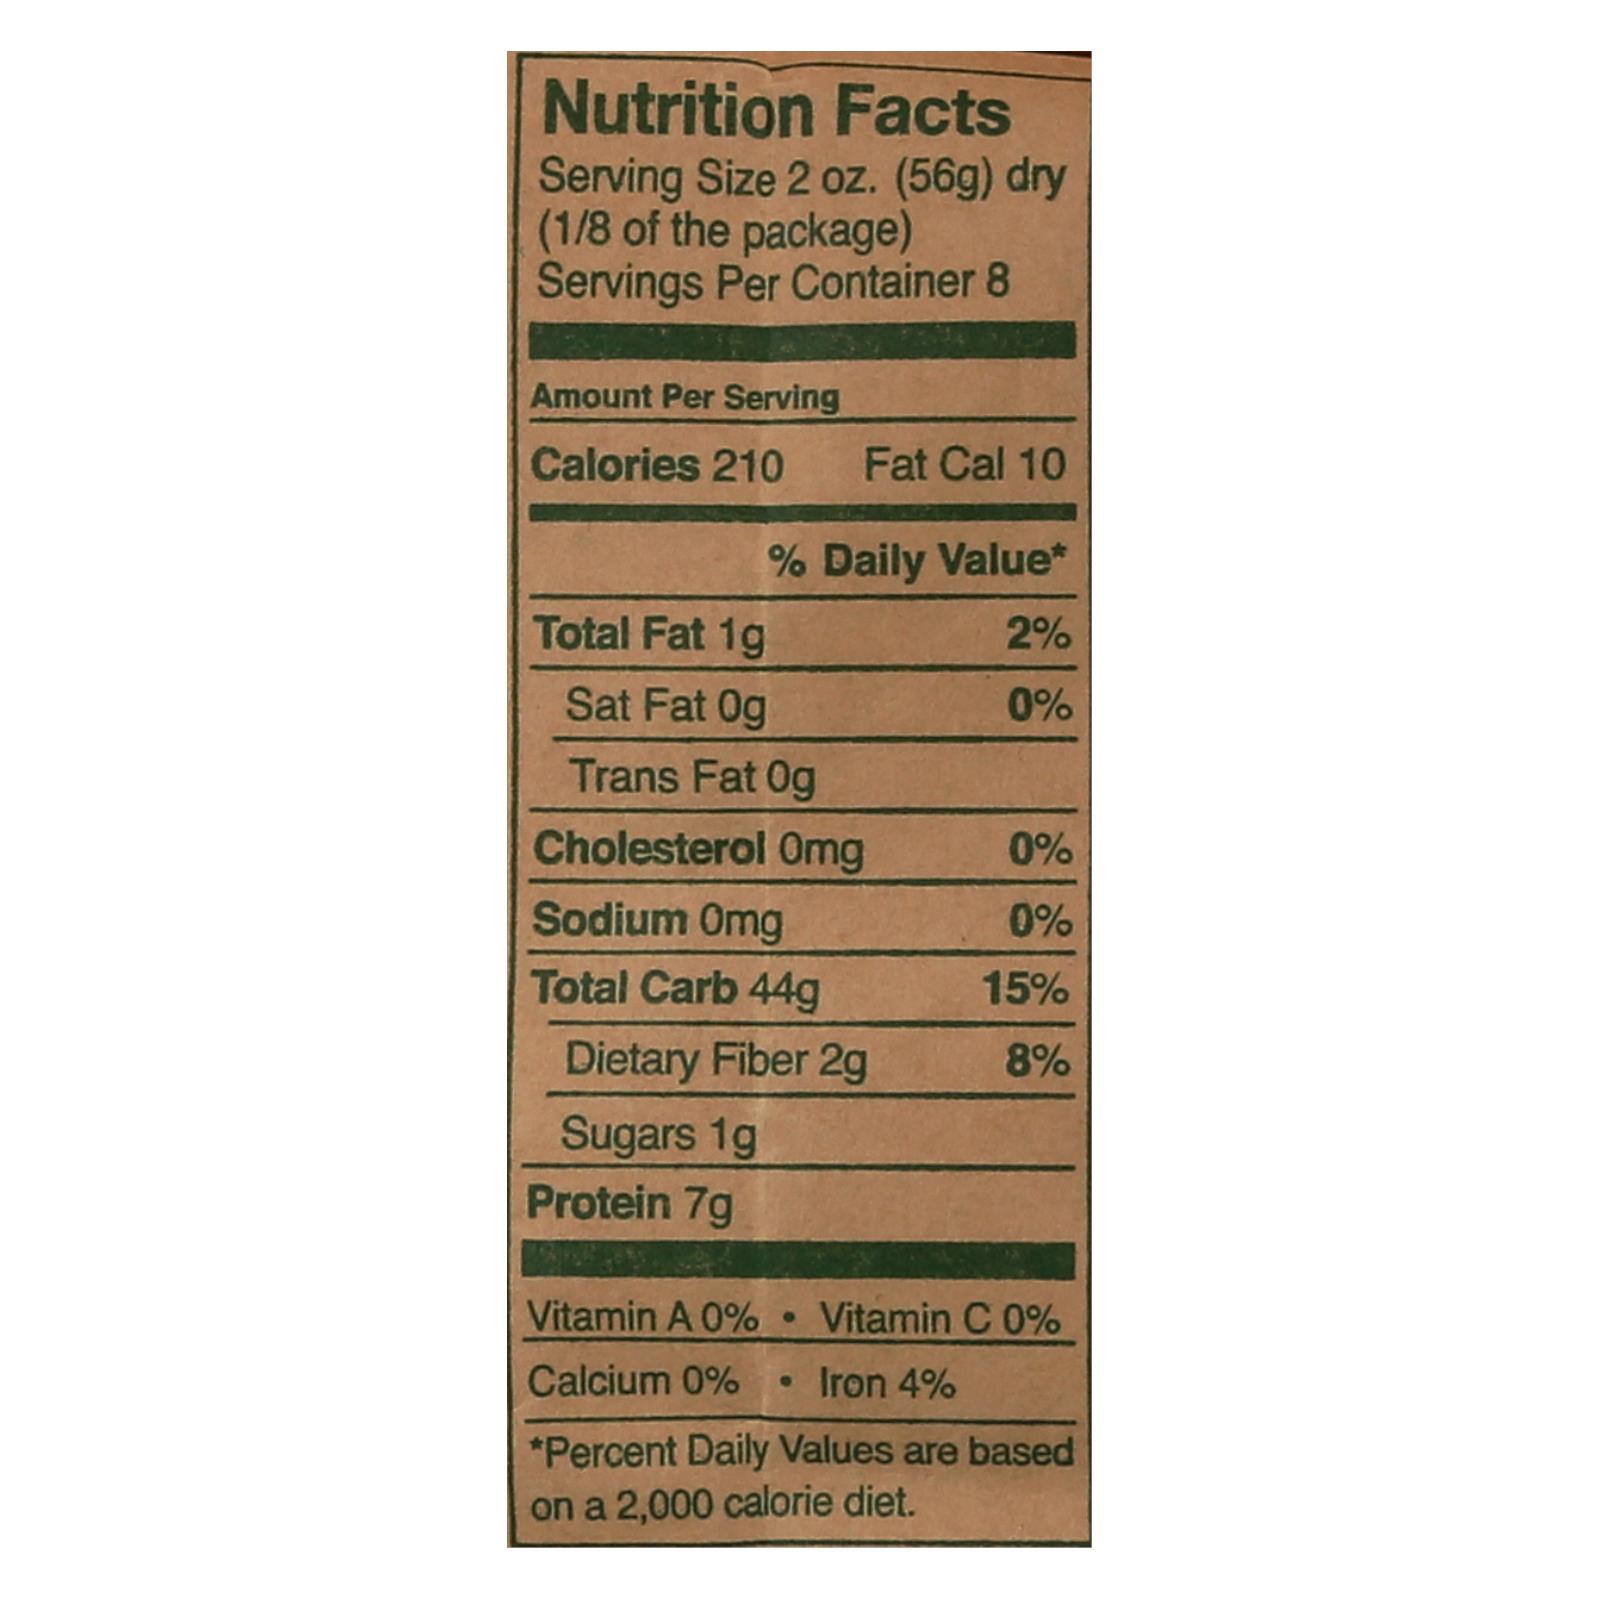 Nutrition Facts
Serving Size 2 oz. (56g) dry
(1/8 of the package)
Servings Per Container 8
Amount Per Serving
Calories 210 Fat Cal 10
% Daily Value*
Total Fat 1g 2%
Sat Fat 0g 0%
Trans Fat 0g
Cholesterol 0mg 0%
Sodium 0mg 0%
Total Carb 44g 15%
Dietary Fiber 2g 8%
Sugars 1g
Protein 7g
Vitamin A 0% • Vitamin C 0%
Calcium 0% • Iron 4%
*Percent Daily Values are based
on a 2,000 calorie diet.